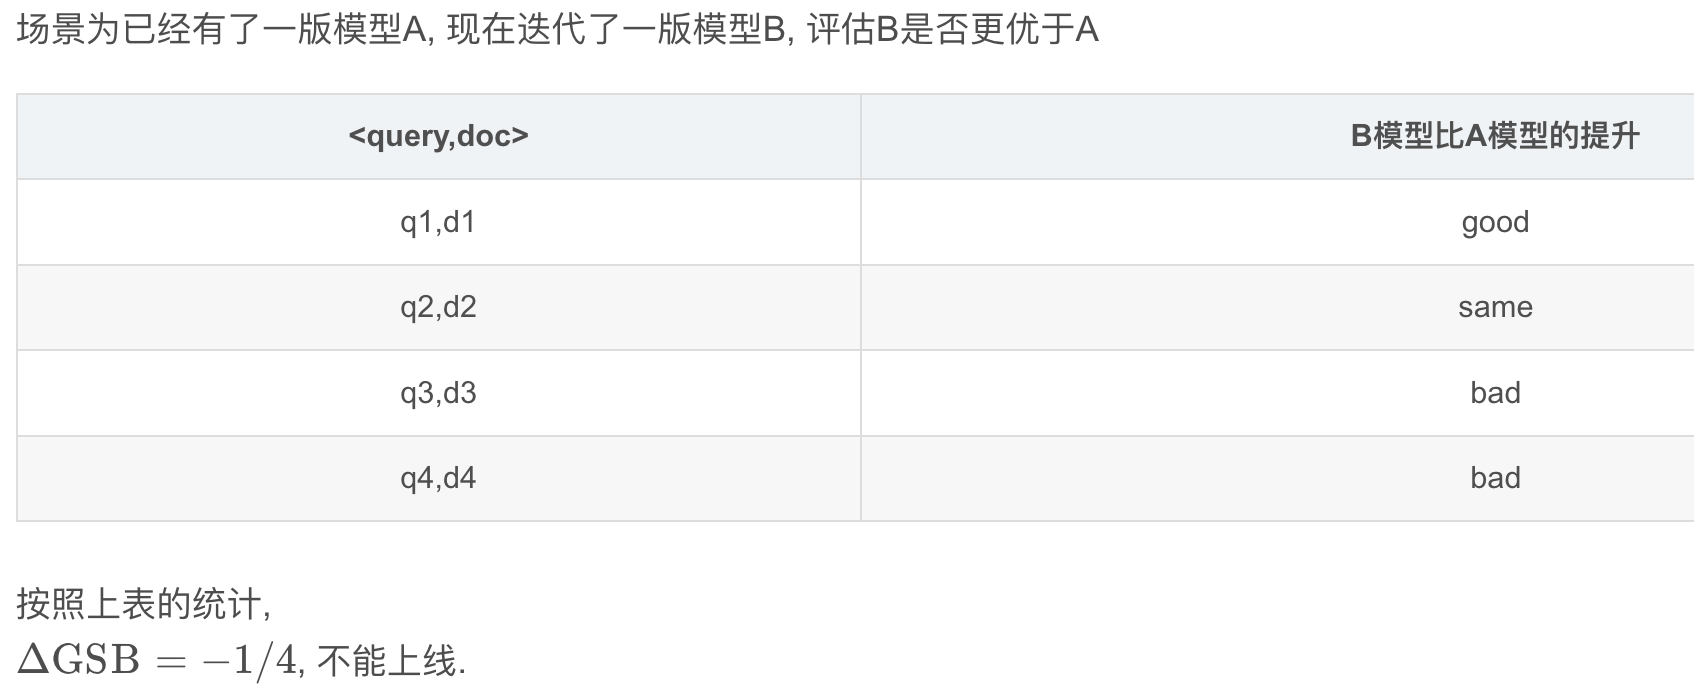 场景为已经有了一版模型A, 现在迭代了一版模型B, 评估B是否更优于A
<query,doc> B模型比A模型的提升
q1,d1 good
q2,d2 same
q3,d3 bad
q4,d4 bad
按照上表的统计,
ΔGSB = −1/4, 不能上线.